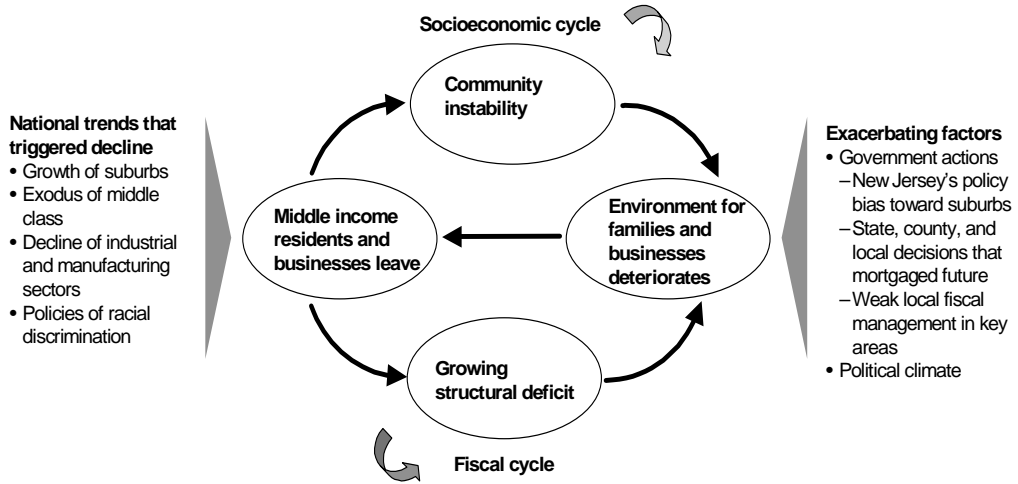 Socioeconomic cycle
Community
instability
National trends that
triggered decline
• Growth of suburbs
• Exodus of middle
class
• Decline of industrial
and manufacturing
sectors
• Policies of racial
discrimination
Middle income
residents and
businesses leave
Environment for
families and
businesses
deteriorates
Exacerbating factors
• Government actions
–New Jersey's policy
bias toward suburbs
–State, county, and
local decisions that
mortgaged future
–Weak local fiscal
management in key
areas
• Political climate
Growing
structural deficit
Fiscal cycle